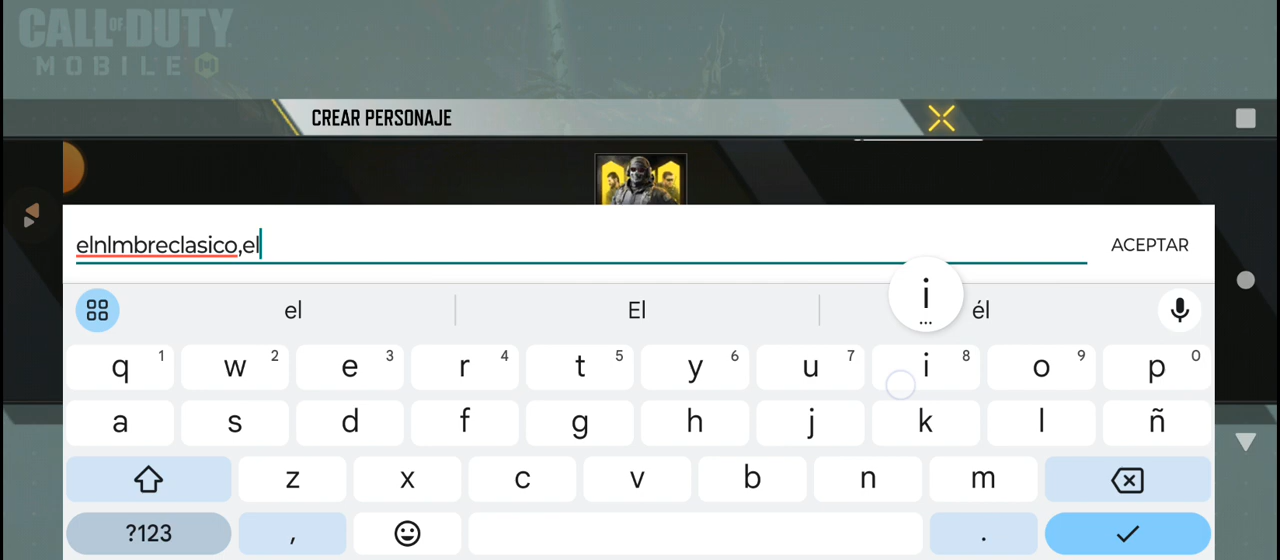 CALL OF DUTY
MOBILE
CREAR PERSONAJE
elnlmbreclasico,el
ACEPTAR
i
...
el El él
q 1 w 2 e 3 r 4 t 5 y 6 u 7 i 8 o 9 p 0
a s d f g h j k l ñ
z x c v b n m
?123 , .